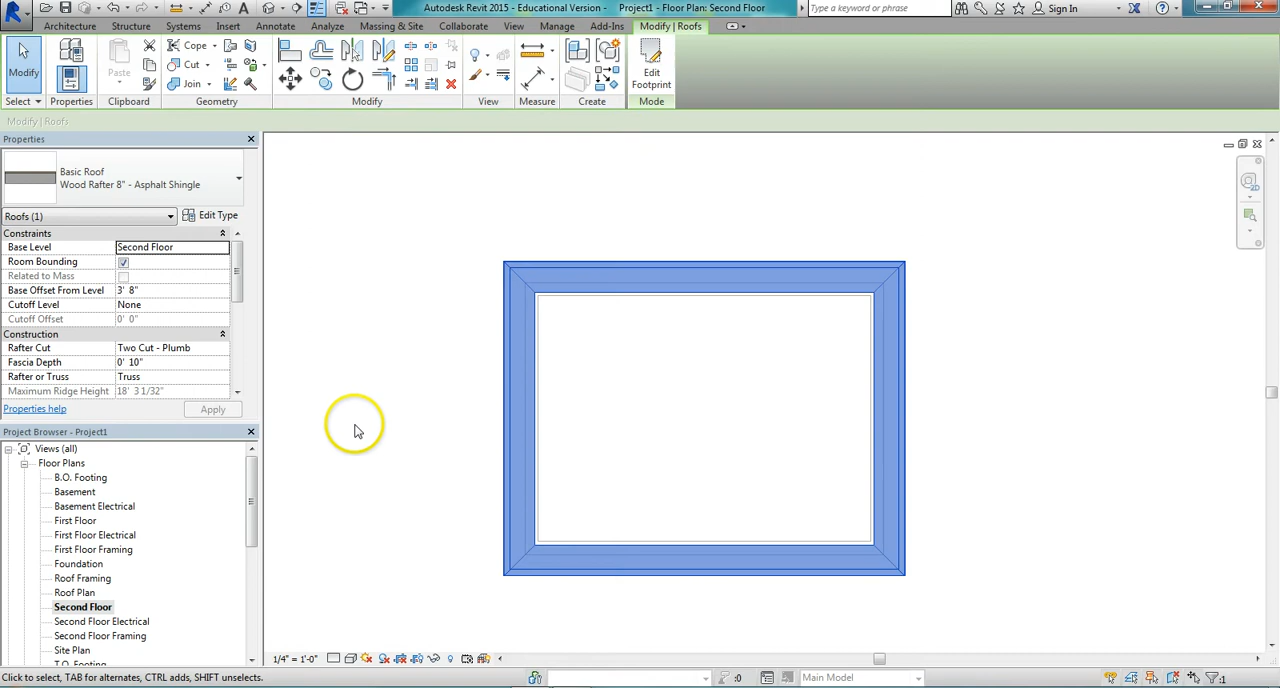 Autodesk Revit 2015 - Educational Version - Project1 - Floor Plan: Second Floor
Type a keyword or phrase
Sign In
Architecture Structure Systems Insert Annotate Analyze Massing & Site Collaborate View Manage Add-Ins Modify | Roofs
Modify
Paste
Cope
Cut
Join
Edit
Footprint
Select Properties Clipboard Geometry Modify View Measure Create Mode
Modify | Roofs
Properties
Basic Roof
Wood Rafter 8" - Asphalt Shingle
Roofs (1) Edit Type
Constraints
Base Level Second Floor
Room Bounding
Related to Mass
Base Offset From Level 3' 8"
Cutoff Level None
Cutoff Offset 0' 0"
Construction
Rafter Cut Two Cut - Plumb
Fascia Depth 0' 10"
Rafter or Truss Truss
Maximum Ridge Height 18' 3 1/32"
Properties help Apply
Project Browser - Project1
Views (all)
Floor Plans
B.O. Footing
Basement
Basement Electrical
First Floor
First Floor Electrical
First Floor Framing
Foundation
Roof Framing
Roof Plan
Second Floor
Second Floor Electrical
Second Floor Framing
Site Plan
T.O. Footing
1/4" = 1'-0"
Click to select, TAB for alternates, CTRL adds, SHIFT unselects.
:0
Main Model
:1